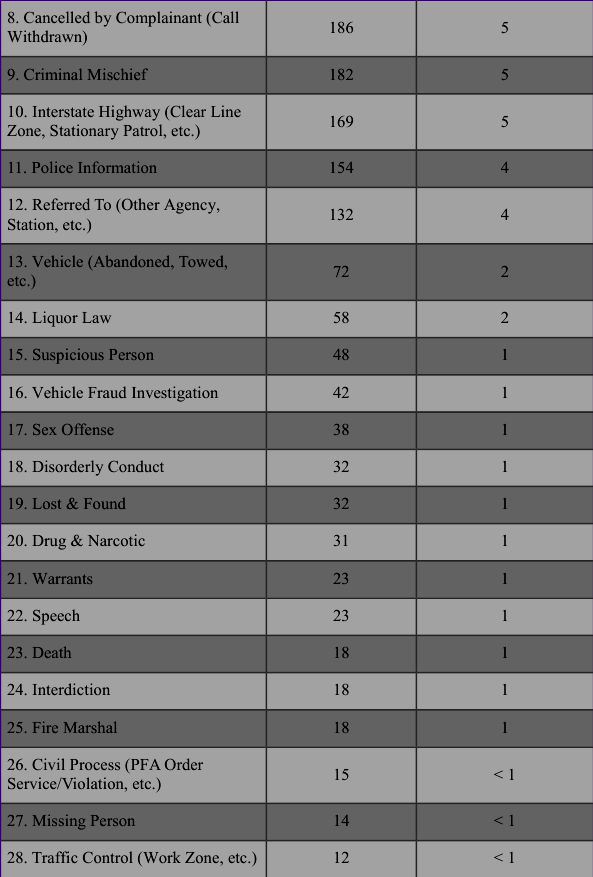 8. Cancelled by Complainant (Call
Withdrawn) 186 5
9. Criminal Mischief 182 5
10. Interstate Highway (Clear Line
Zone, Stationary Patrol, etc.) 169 5
11. Police Information 154 4
12. Referred To (Other Agency,
Station, etc.) 132 4
13. Vehicle (Abandoned, Towed,
etc.) 72 2
14. Liquor Law 58 2
15. Suspicious Person 48 1
16. Vehicle Fraud Investigation 42 1
17. Sex Offense 38 1
18. Disorderly Conduct 32 1
19. Lost & Found 32 1
20. Drug & Narcotic 31 1
21. Warrants 23 1
22. Speech 23 1
23. Death 18 1
24. Interdiction 18 1
25. Fire Marshal 18 1
26. Civil Process (PFA Order
Service/Violation, etc.) 15 < 1
27. Missing Person 14 < 1
28. Traffic Control (Work Zone, etc.) 12 < 1